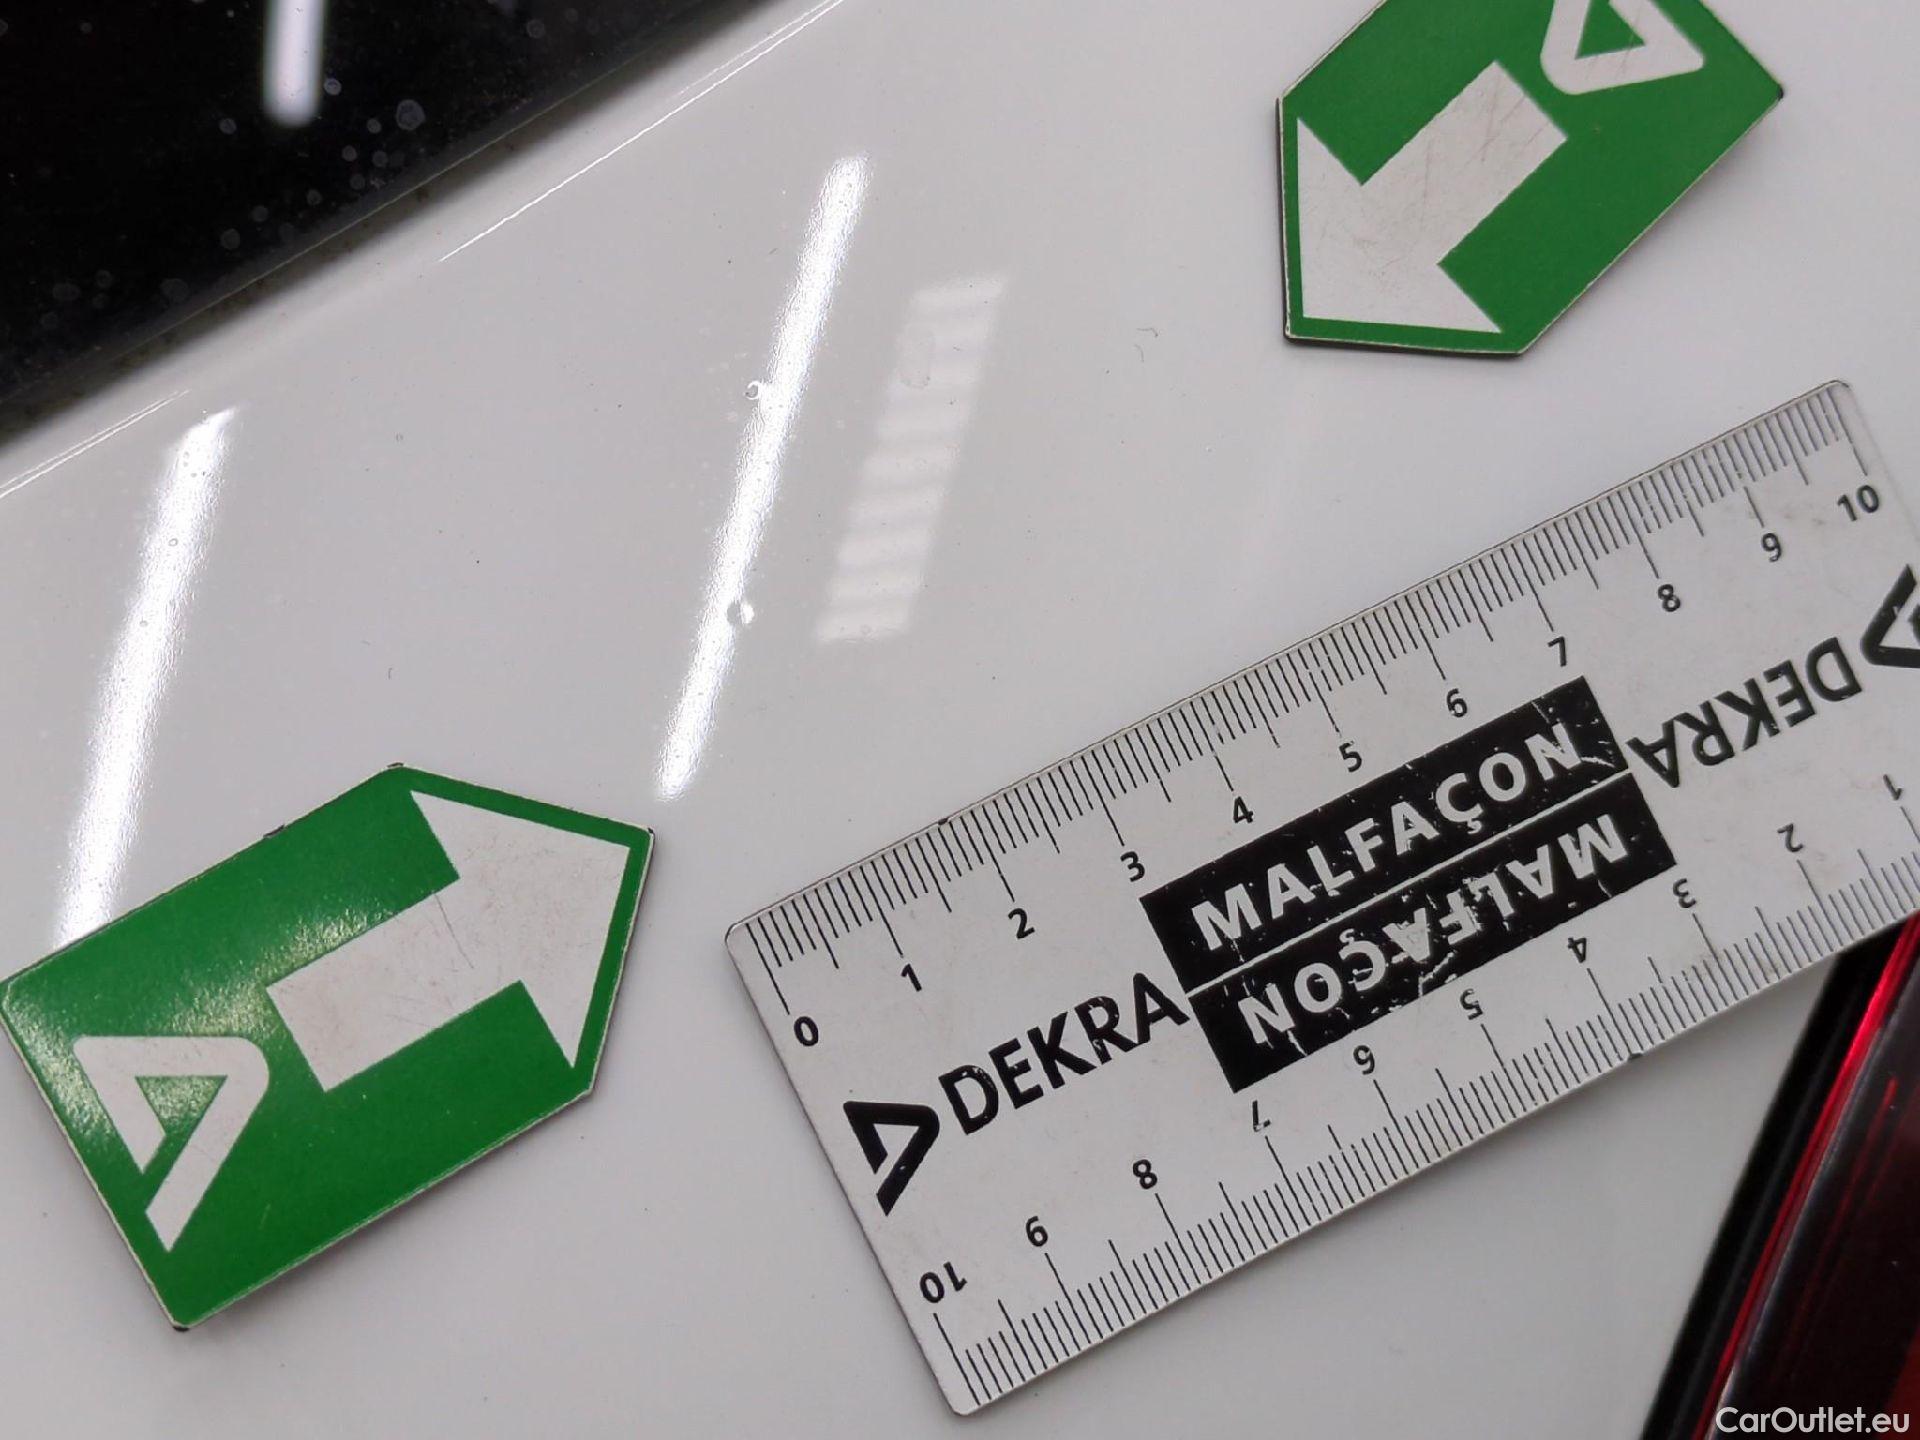 0 1 2 3 4 5 6 7 8 9 10
DEKRA
MALFAÇON
MALFAÇON
DEKRA
10 9 8 7 6 5 4 3 2 1
CarOutlet.eu